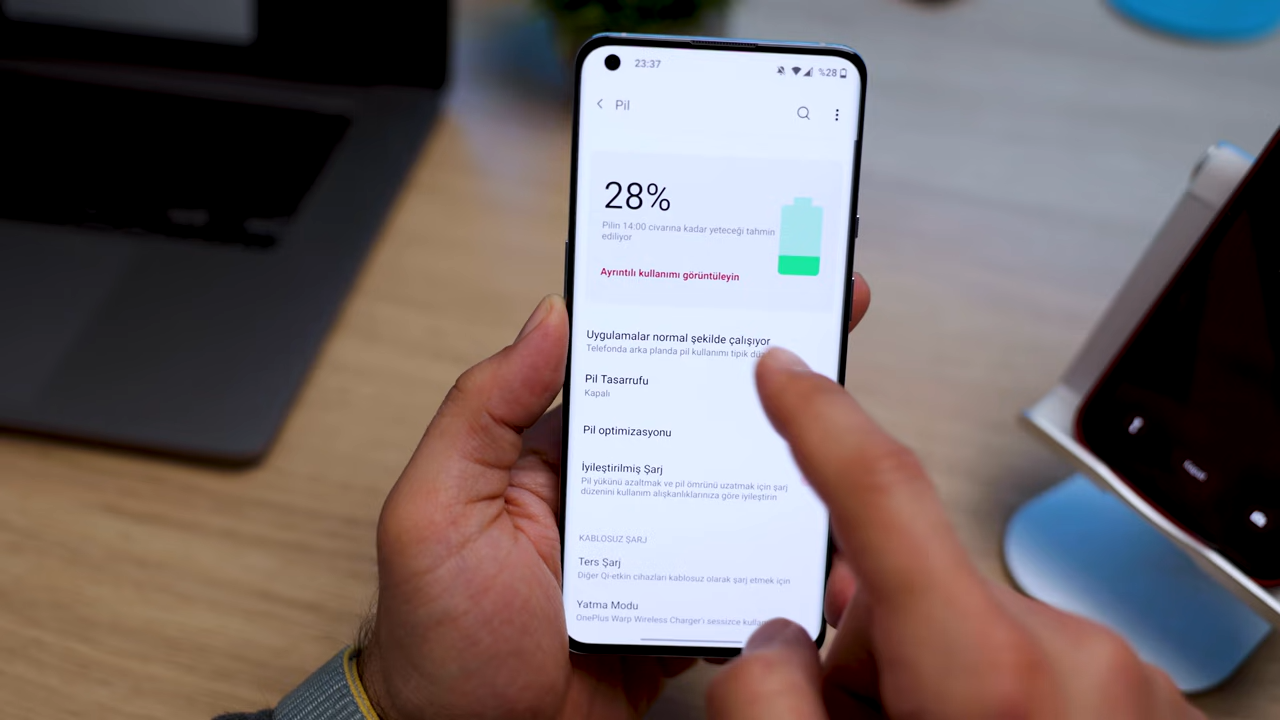 23:37
%28
Pil
28%
Pilin 14:00 civarına kadar yeteceği tahmin
ediliyor
Ayrıntılı kullanımı görüntüleyin
Uygulamalar normal şekilde çalışıyor
Telefonda arka planda pil kullanımı tipik
Pil Tasarrufu
Kapalı
Pil optimizasyonu
İyileştirilmiş Şarj
Pil yükünü azaltmak ve pil ömrünü uzatmak için şarj
düzenini kullanım alışkanlıklarınıza göre iyileştirin
KABLOSUZ ŞARJ
Ters Şarj
Diğer Qi-etkin cihazları kablosuz olarak şarj etmek için
Yatma Modu
OnePlus Warp Wireless Charger'i sessizce